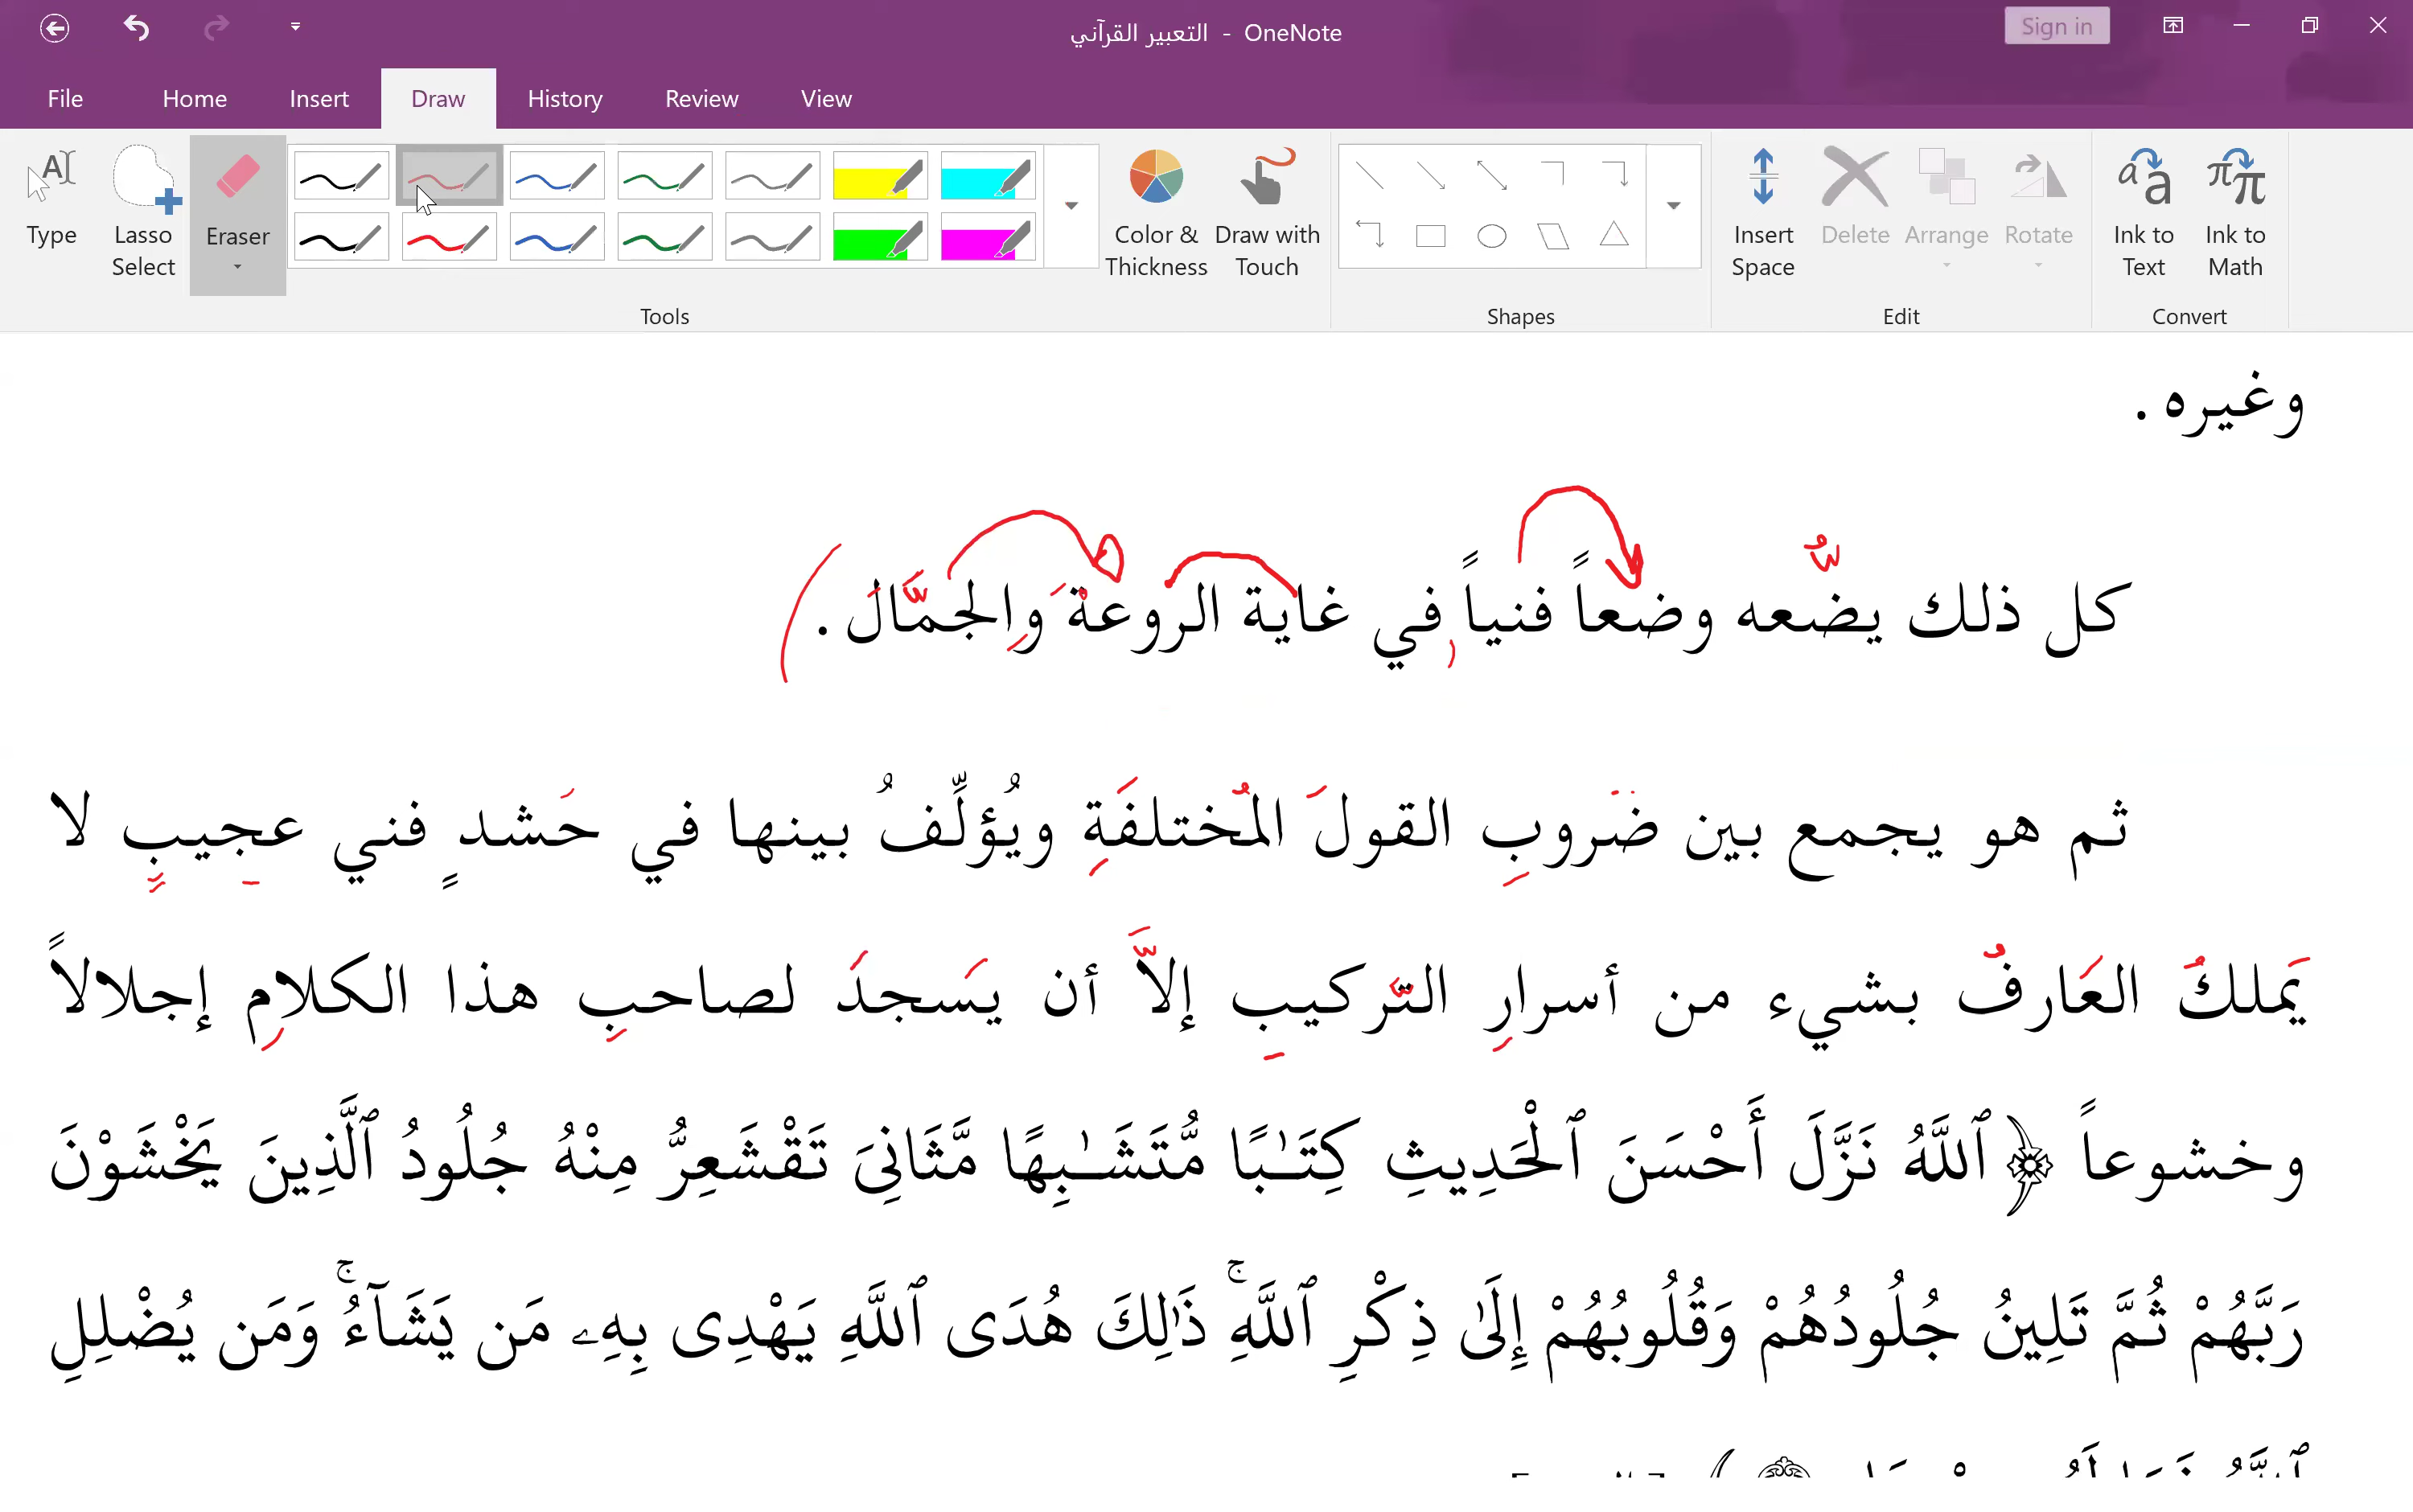 التعبير القرآني - OneNote
Sign in
File Home Insert Draw History Review View
Type
Lasso Select
Eraser
Color & Thickness
Draw with Touch
Insert Space
Delete
Arrange
Rotate
Ink to Text
Ink to Math
Tools
Shapes
Edit
Convert
وغيره .
كل ذلك يضعه وضعاً فنياً في غاية الروعة والجمال .
ثم هو يجمع بين ضروبِ القول المختلفة ويُؤلِّفُ بينها في حشدٍ فني عجيب لا
يملك العارف بشيء من أسرار التركيب إلاّ أن يسجد لصاحب هذا الكلام إجلالاً
وخشوعاً ﴿ ٱللَّهُ نَزَّلَ أَحْسَنَ ٱلْحَدِيثِ كِتَـٰبًا مُّتَشَـٰبِهًا مَّثَانِىَ تَقْشَعِرُّ مِنْهُ جُلُودُ ٱلَّذِينَ يَخْشَوْنَ
رَبَّهُمْ ثُمَّ تَلِينُ جُلُودُهُمْ وَقُلُوبُهُمْ إِلَىٰ ذِكْرِ ٱللَّهِ ۚ ذَٰلِكَ هُدَى ٱللَّهِ يَهْدِى بِهِۦ مَن يَشَآءُ ۚ وَمَن يُضْلِلِ